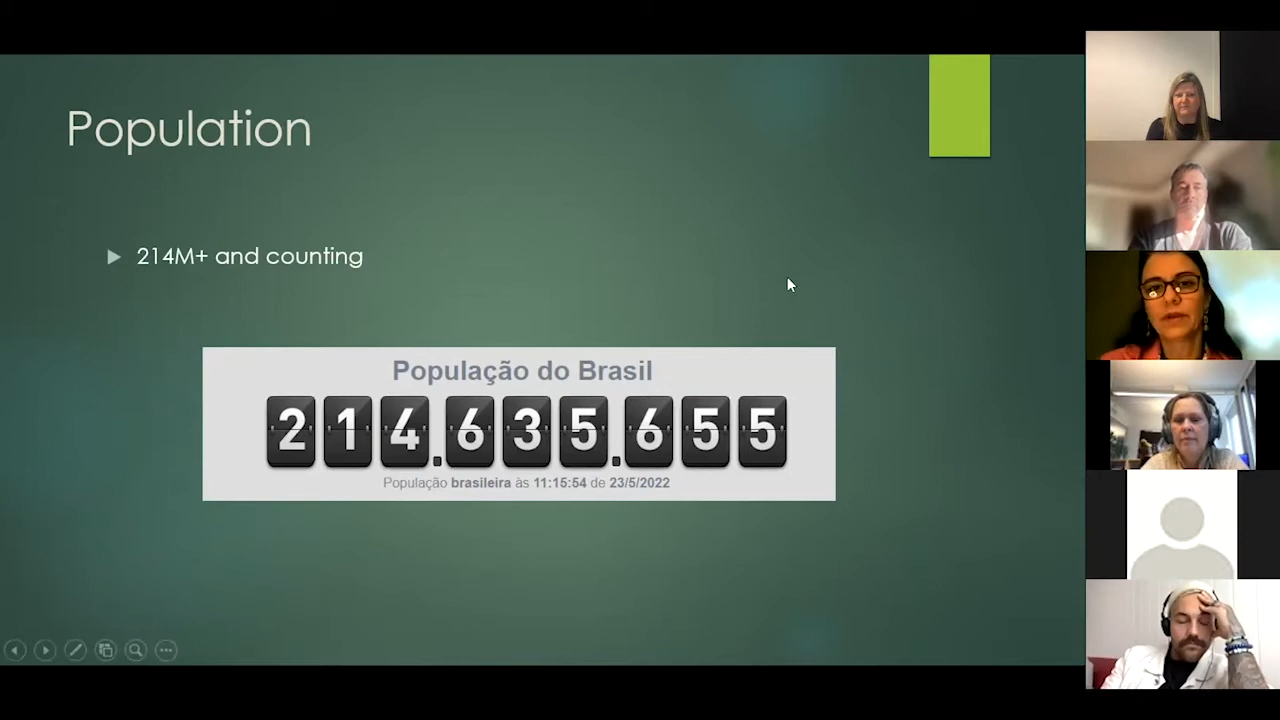 Population
214M+ and counting
População do Brasil
214.635.655
População brasileira às 11:15:54 de 23/5/2022